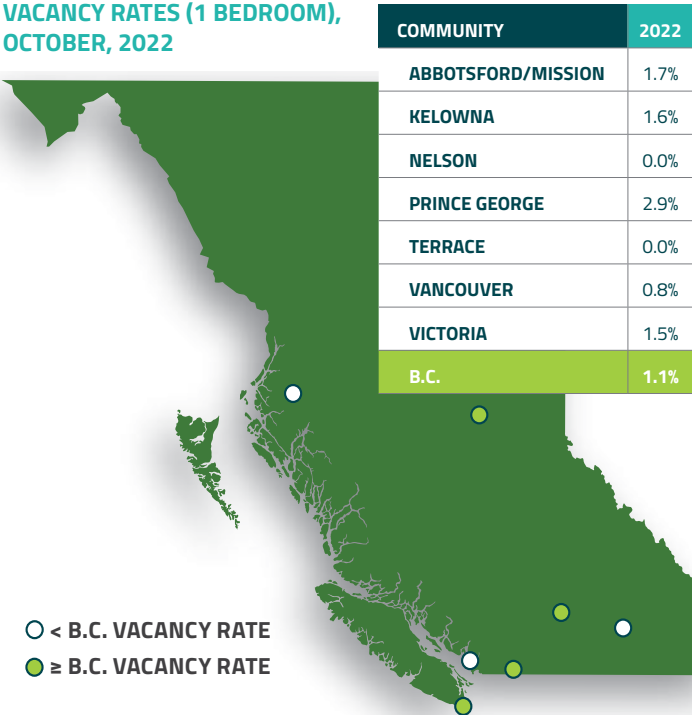 VACANCY RATES (1 BEDROOM),
OCTOBER, 2022
COMMUNITY 2022
ABBOTSFORD/MISSION 1.7%
KELOWNA 1.6%
NELSON 0.0%
PRINCE GEORGE 2.9%
TERRACE 0.0%
VANCOUVER 0.8%
VICTORIA 1.5%
B.C. 1.1%
< B.C. VACANCY RATE
≥ B.C. VACANCY RATE